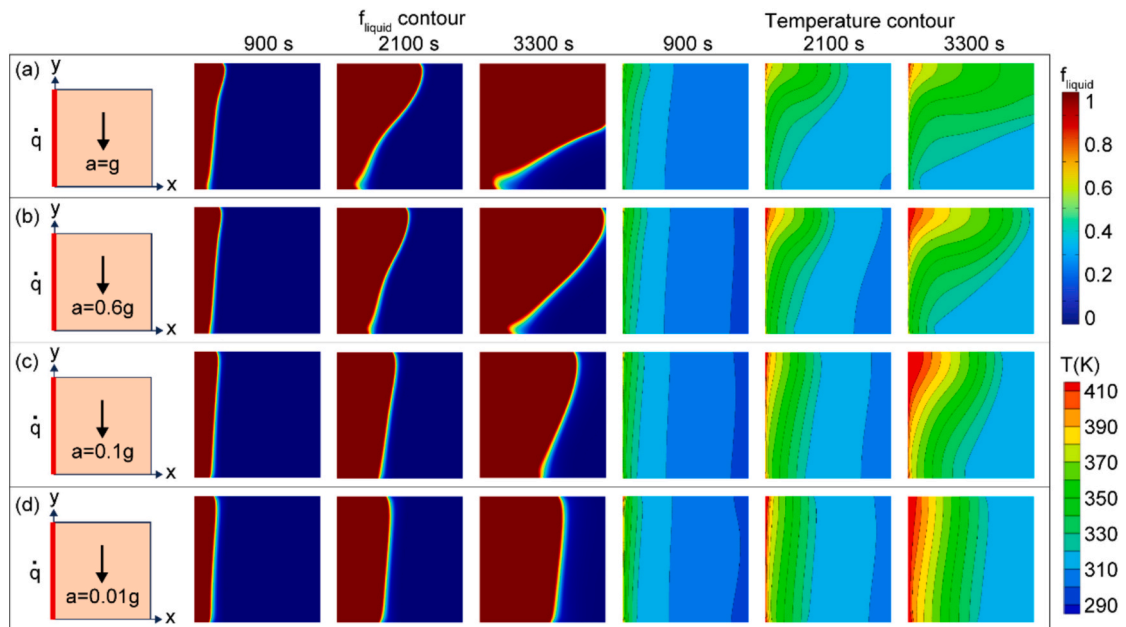 f_liquid contour Temperature contour
900 s 2100 s 3300 s 900 s 2100 s 3300 s
(a) y
q̇
a=g
x
(b) y
q̇
a=0.6g
x
(c) y
q̇
a=0.1g
x
(d) y
q̇
a=0.01g
x
f_liquid
1
0.8
0.6
0.4
0.2
0
T(K)
410
390
370
350
330
310
290